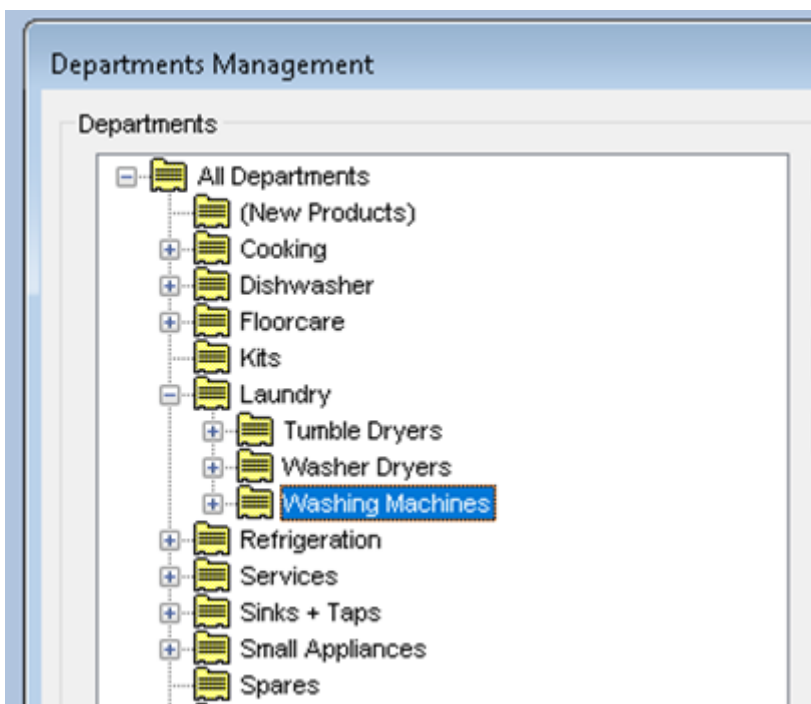 Departments Management
Departments
All Departments
(New Products)
Cooking
Dishwasher
Floorcare
Kits
Laundry
Tumble Dryers
Washer Dryers
Washing Machines
Refrigeration
Services
Sinks + Taps
Small Appliances
Spares